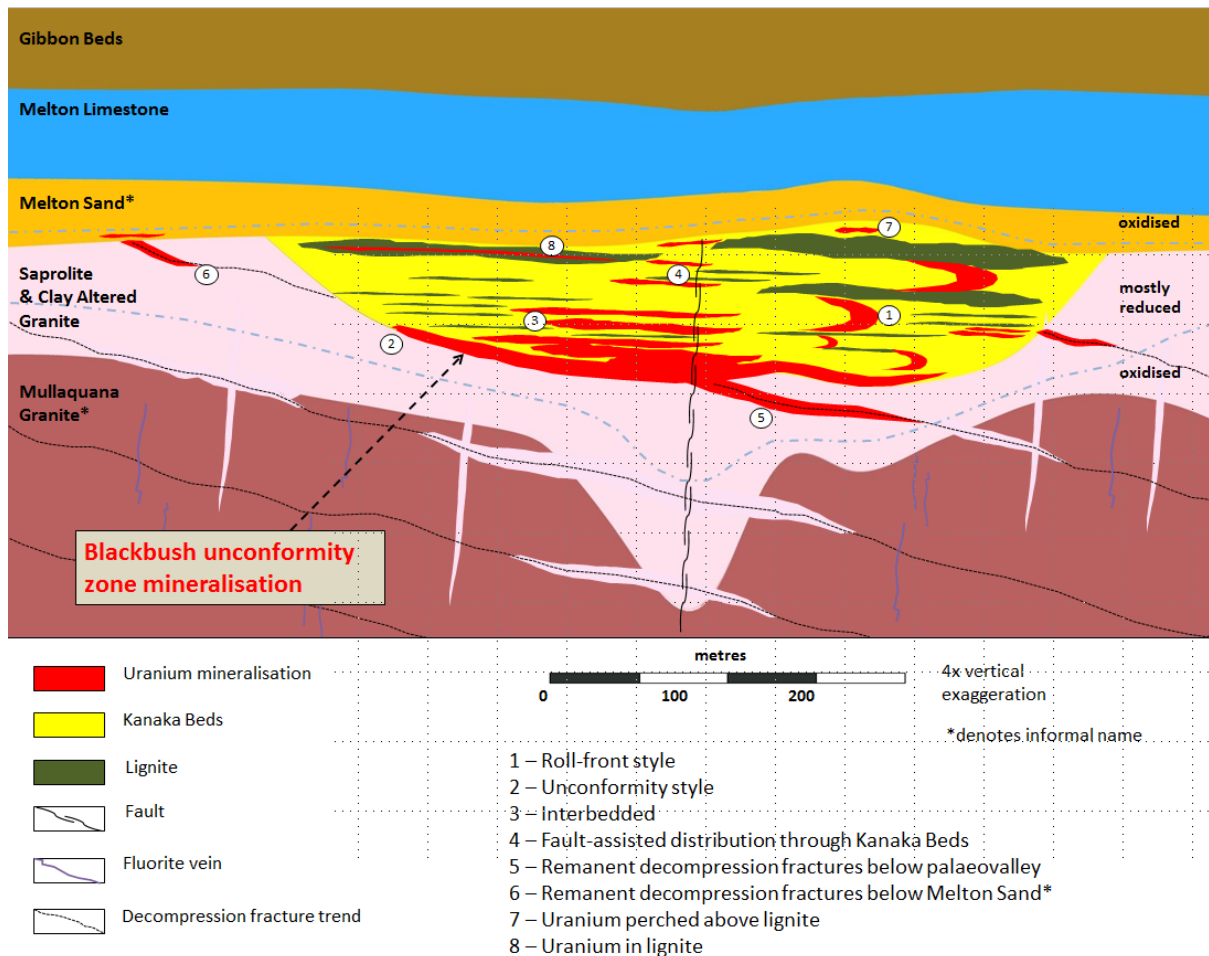 Gibbon Beds
Melton Limestone
Melton Sand*
oxidised
7
8
6
4
Saprolite
& Clay Altered
Granite
mostly
reduced
1
3
2
oxidised
Mullaquana
Granite*
5
Blackbush unconformity
zone mineralisation
Uranium mineralisation
Kanaka Beds
Lignite
Fault
Fluorite vein
Decompression fracture trend
metres
0 100 200
4x vertical
exaggeration
*denotes informal name
1 – Roll-front style
2 – Unconformity style
3 – Interbedded
4 – Fault-assisted distribution through Kanaka Beds
5 – Remanent decompression fractures below palaeovalley
6 – Remanent decompression fractures below Melton Sand*
7 – Uranium perched above lignite
8 – Uranium in lignite